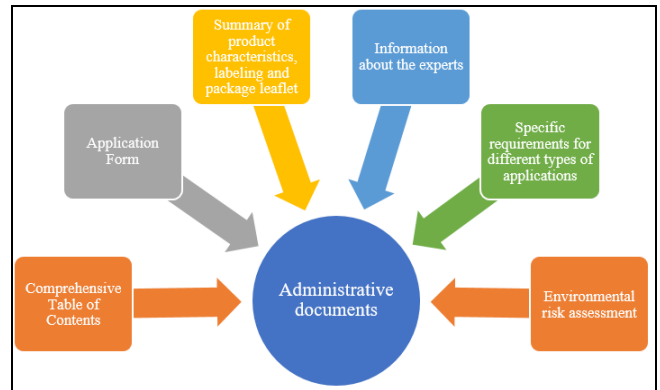 Summary of
product
characteristics,
labeling and
package leaflet
Information
about the experts
Application
Form
Specific
requirements for
different types of
applications
Comprehensive
Table of
Contents
Administrative
documents
Environmental
risk assessment